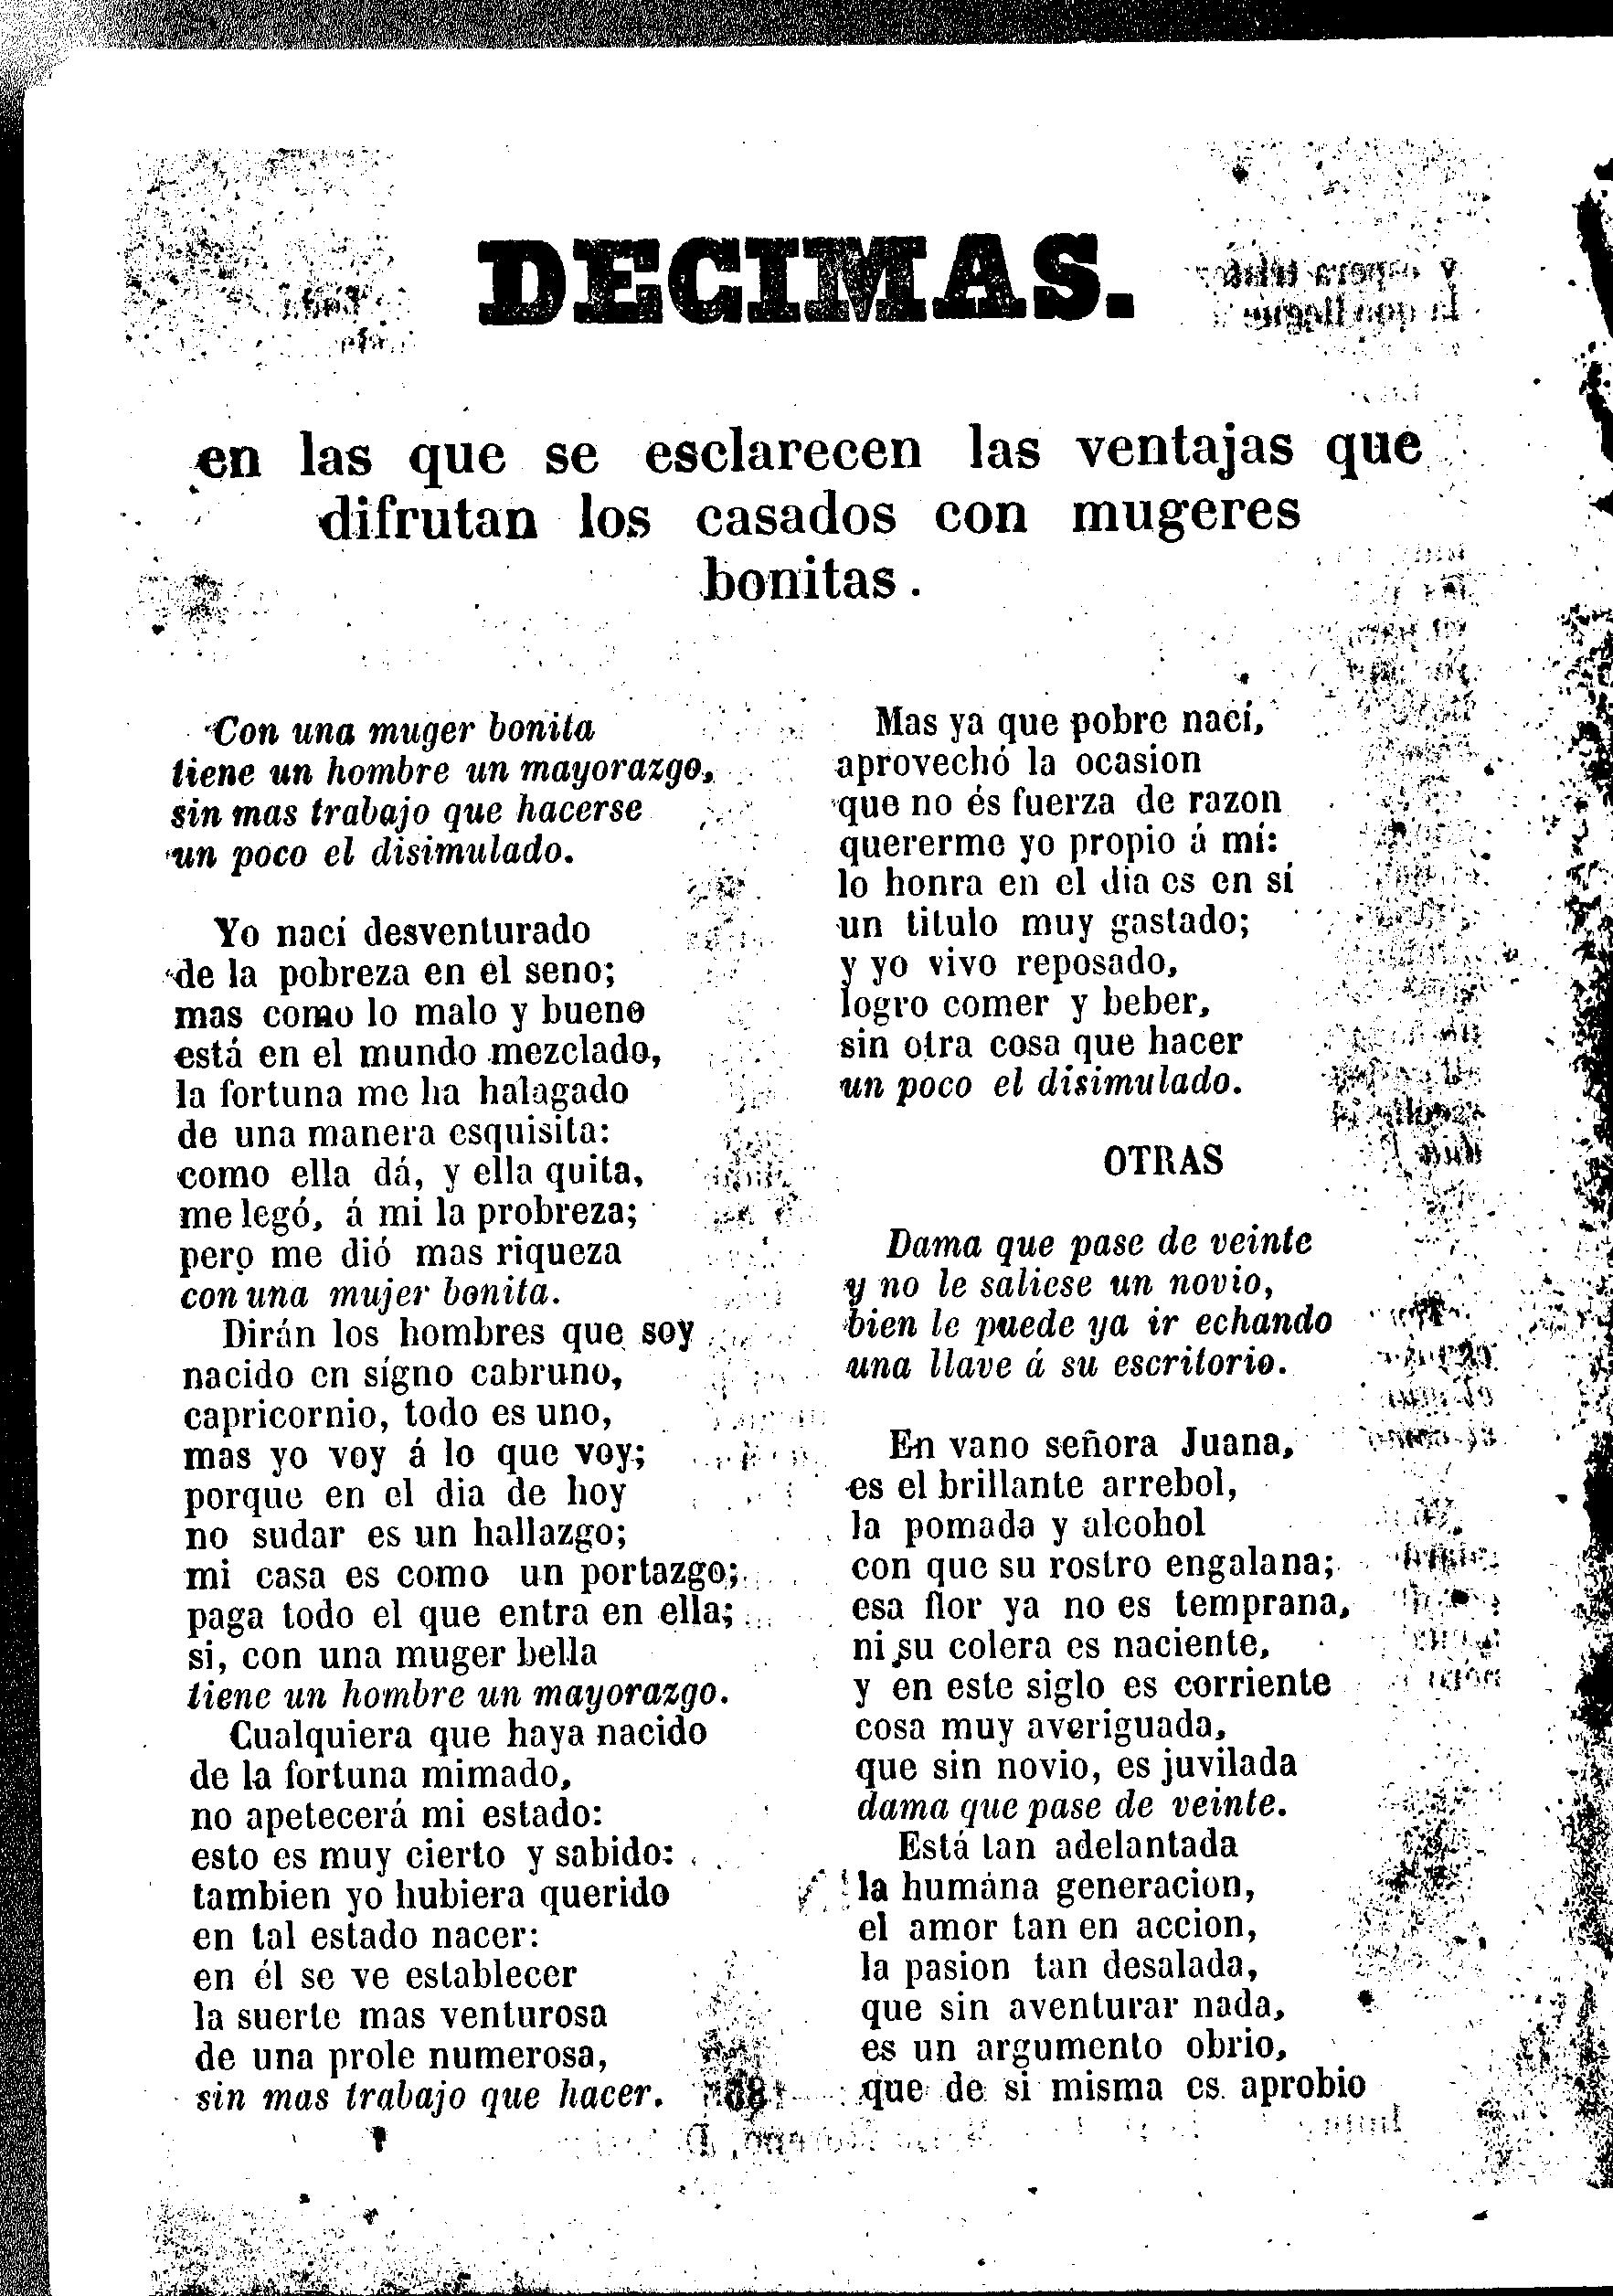 DECIMAS.
en las que se esclarecen las ventajas que
difrutan los casados con mugeres
bonitas.
Con una muger bonita
tiene un hombre un mayorazgo,
sin mas trabajo que hacerse
un poco el disimulado.
Yo nací desventurado
de la pobreza en el seno;
mas como lo malo y bueno
está en el mundo mezclado,
la fortuna me ha halagado
de una manera esquisita:
como ella dá, y ella quita,
me legó, á mi la probreza;
pero me dió mas riqueza
con una mujer bonita.
Dirán los hombres que soy
nacido en sígno cabruno,
capricornio, todo es uno,
mas yo voy á lo que voy;
porque en el dia de hoy
no sudar es un hallazgo;
mi casa es como un portazgo;
paga todo el que entra en ella;
si, con una muger bella
tiene un hombre un mayorazgo.
Cualquiera que haya nacido
de la fortuna mimado,
no apetecerá mi estado:
esto es muy cierto y sabido:
tambien yo hubiera querido
en tal estado nacer:
en él se ve establecer
la suerte mas venturosa
de una prole numerosa,
sin mas trabajo que hacer.
Mas ya que pobre nací,
aprovechó la ocasion
que no és fuerza de razon
quererme yo propio á mí:
lo honra en el dia es en sí
un titulo muy gastado;
y yo vivo reposado,
logro comer y beber,
sin otra cosa que hacer
un poco el disimulado.
OTRAS
Dama que pase de veinte
y no le saliese un novio,
bien le puede ya ir echando
una llave á su escritorio.
En vano señora Juana,
es el brillante arrebol,
la pomada y alcohol
con que su rostro engalana;
esa flor ya no es temprana,
ni su colera es naciente,
y en este siglo es corriente
cosa muy averiguada,
que sin novio, es juvilada
dama que pase de veinte.
Está tan adelantada
la humána generacion,
el amor tan en accion,
la pasion tan desalada,
que sin aventurar nada,
es un argumento obrio,
que de si misma es aprobio